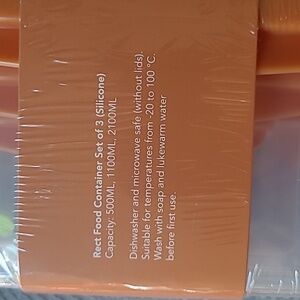 Rect Food Container Set of 3 (Silicone)
Capacity: 500ML, 1100ML, 2100ML
Dishwasher and microwave safe (without lids).
Suitable for temperatures from -20 to 100 °C.
Wash with soap and lukewarm water
before first use.